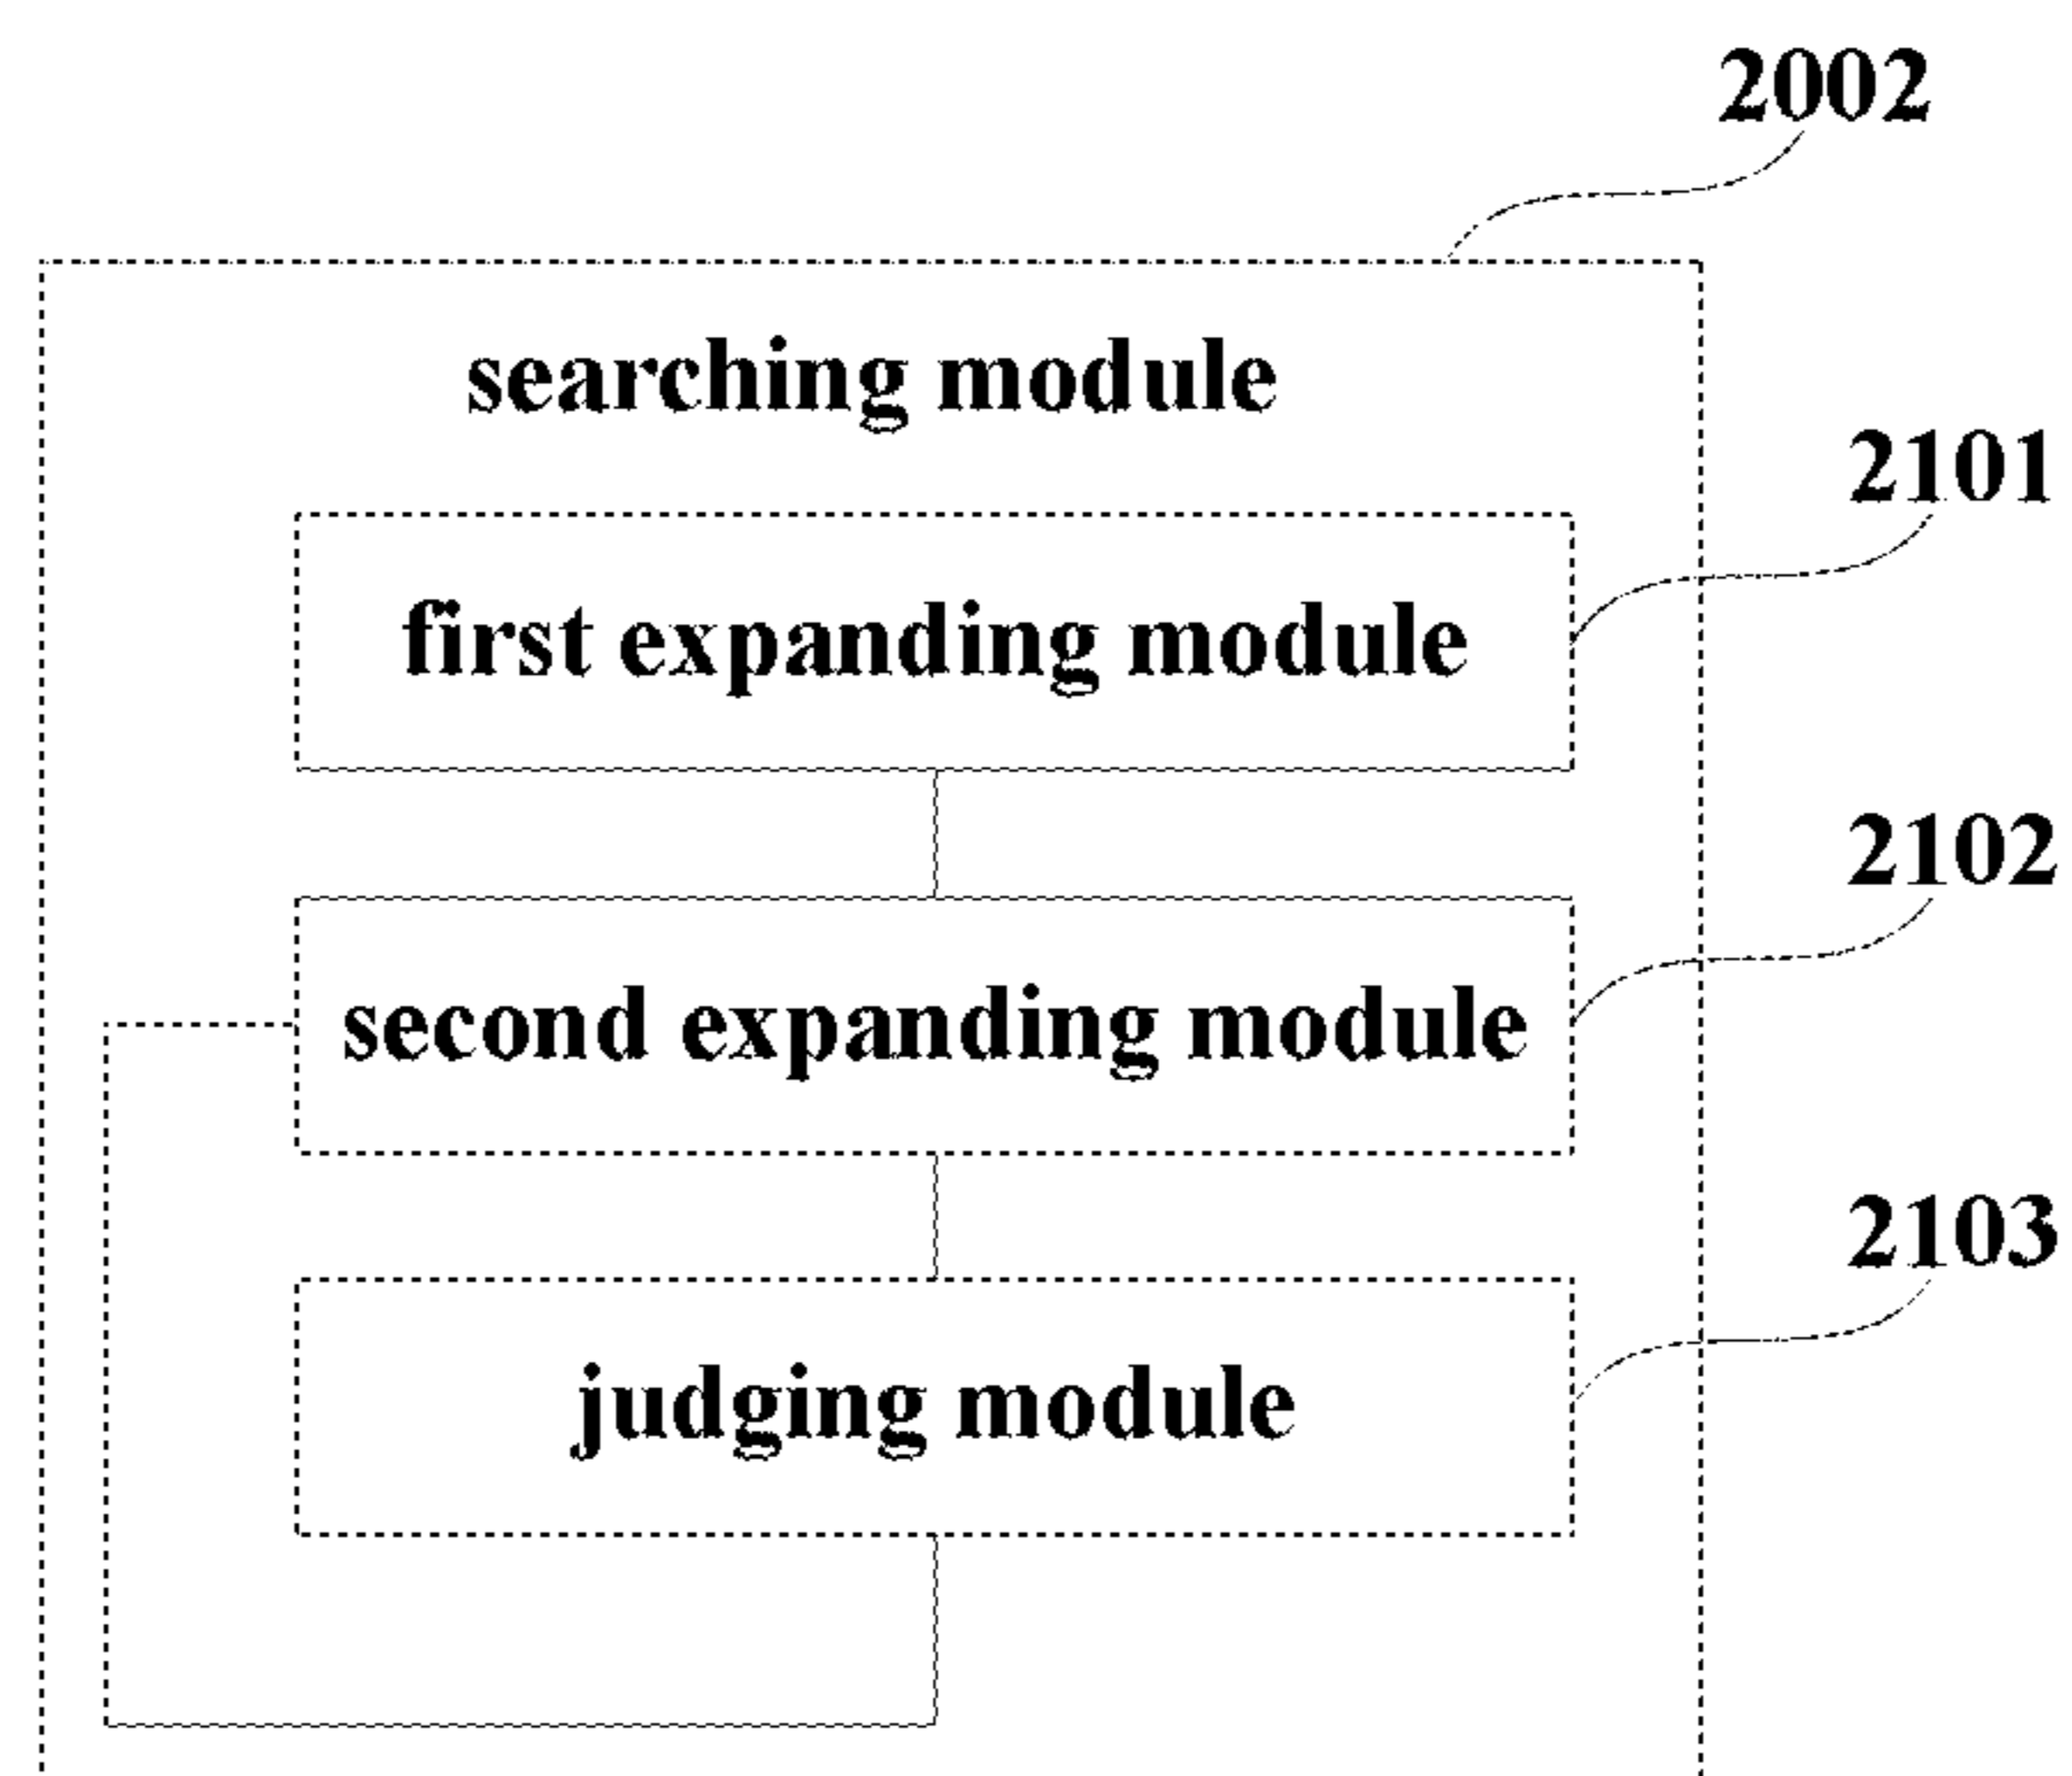 2002
searching module
2101
first expanding module
2102
second expanding module
2103
judging module